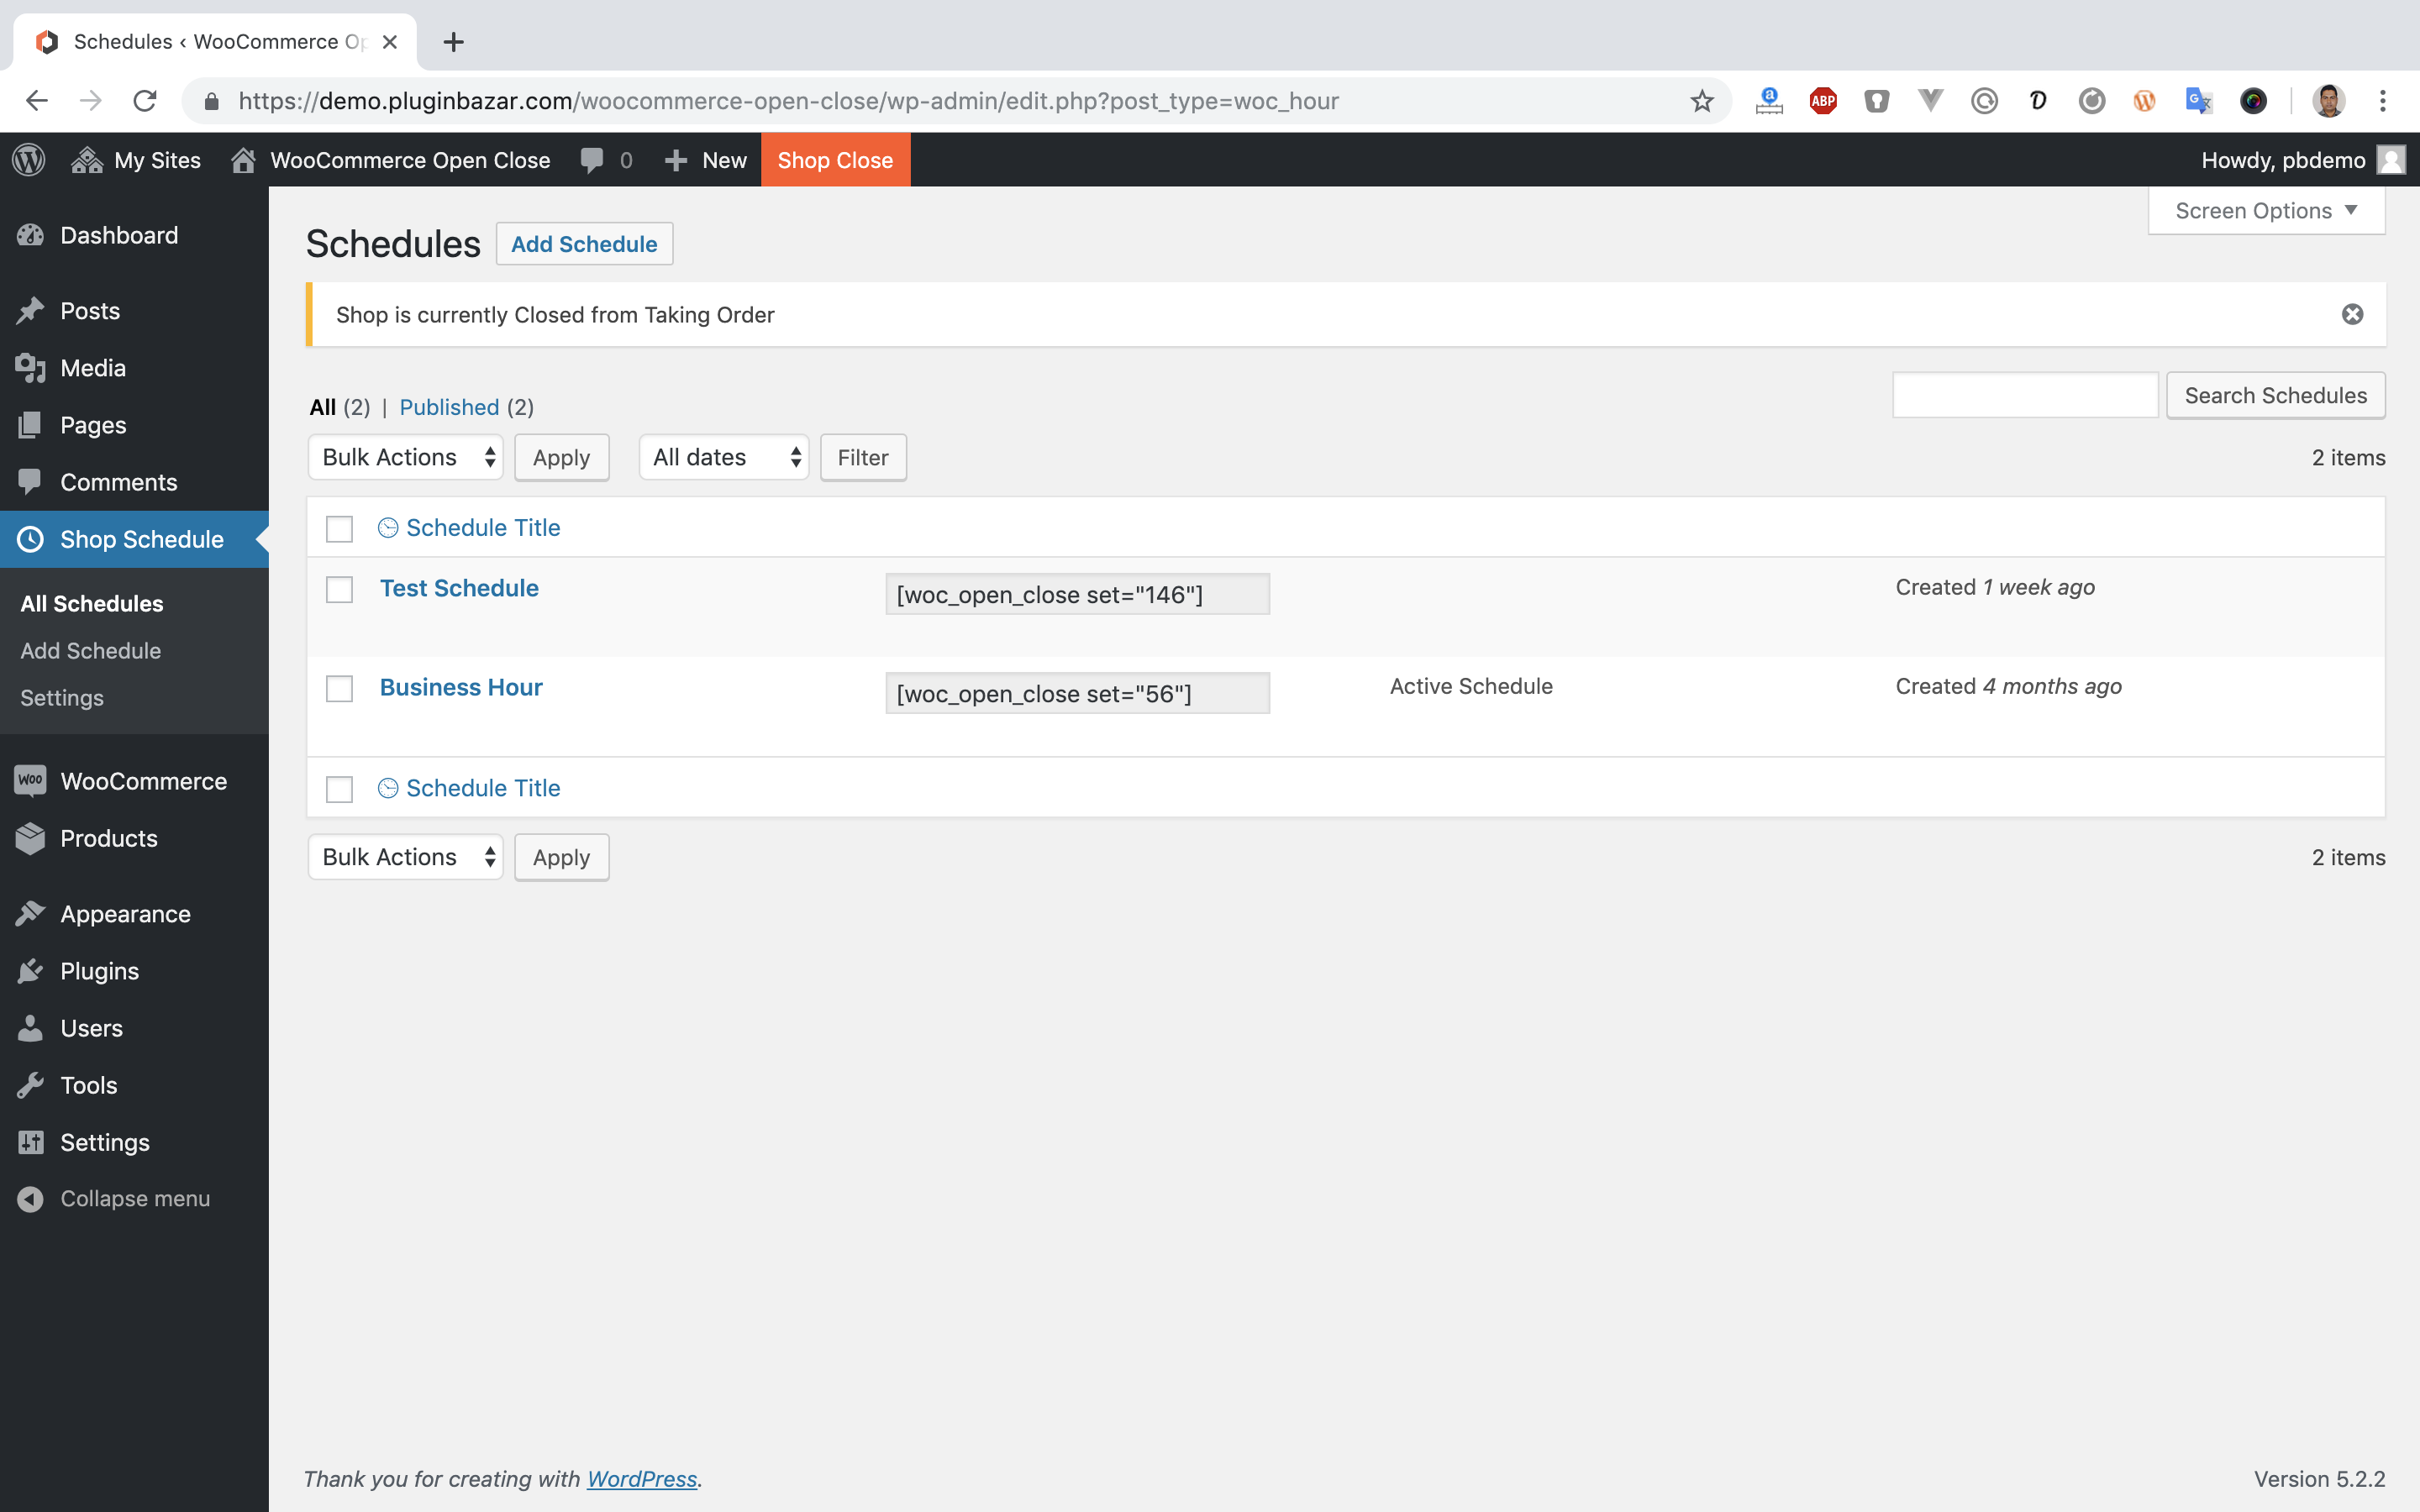 Schedules ‹ WooCommerce Op
https://demo.pluginbazar.com/woocommerce-open-close/wp-admin/edit.php?post_type=woc_hour
a
ABP
G
My Sites
WooCommerce Open Close
0
New
Shop Close
Howdy, pbdemo
Screen Options
Dashboard
Posts
Media
Pages
Comments
Shop Schedule
All Schedules
Add Schedule
Settings
WOO
WooCommerce
Products
Appearance
Plugins
Users
Tools
Settings
Collapse menu
Schedules
Add Schedule
Shop is currently Closed from Taking Order
All (2) | Published (2)
Search Schedules
Bulk Actions
Apply
All dates
Filter
2 items
Schedule Title
Test Schedule
[woc_open_close set="146"]
Created 1 week ago
Business Hour
[woc_open_close set="56"]
Active Schedule
Created 4 months ago
Schedule Title
Bulk Actions
Apply
2 items
Thank you for creating with WordPress.
Version 5.2.2